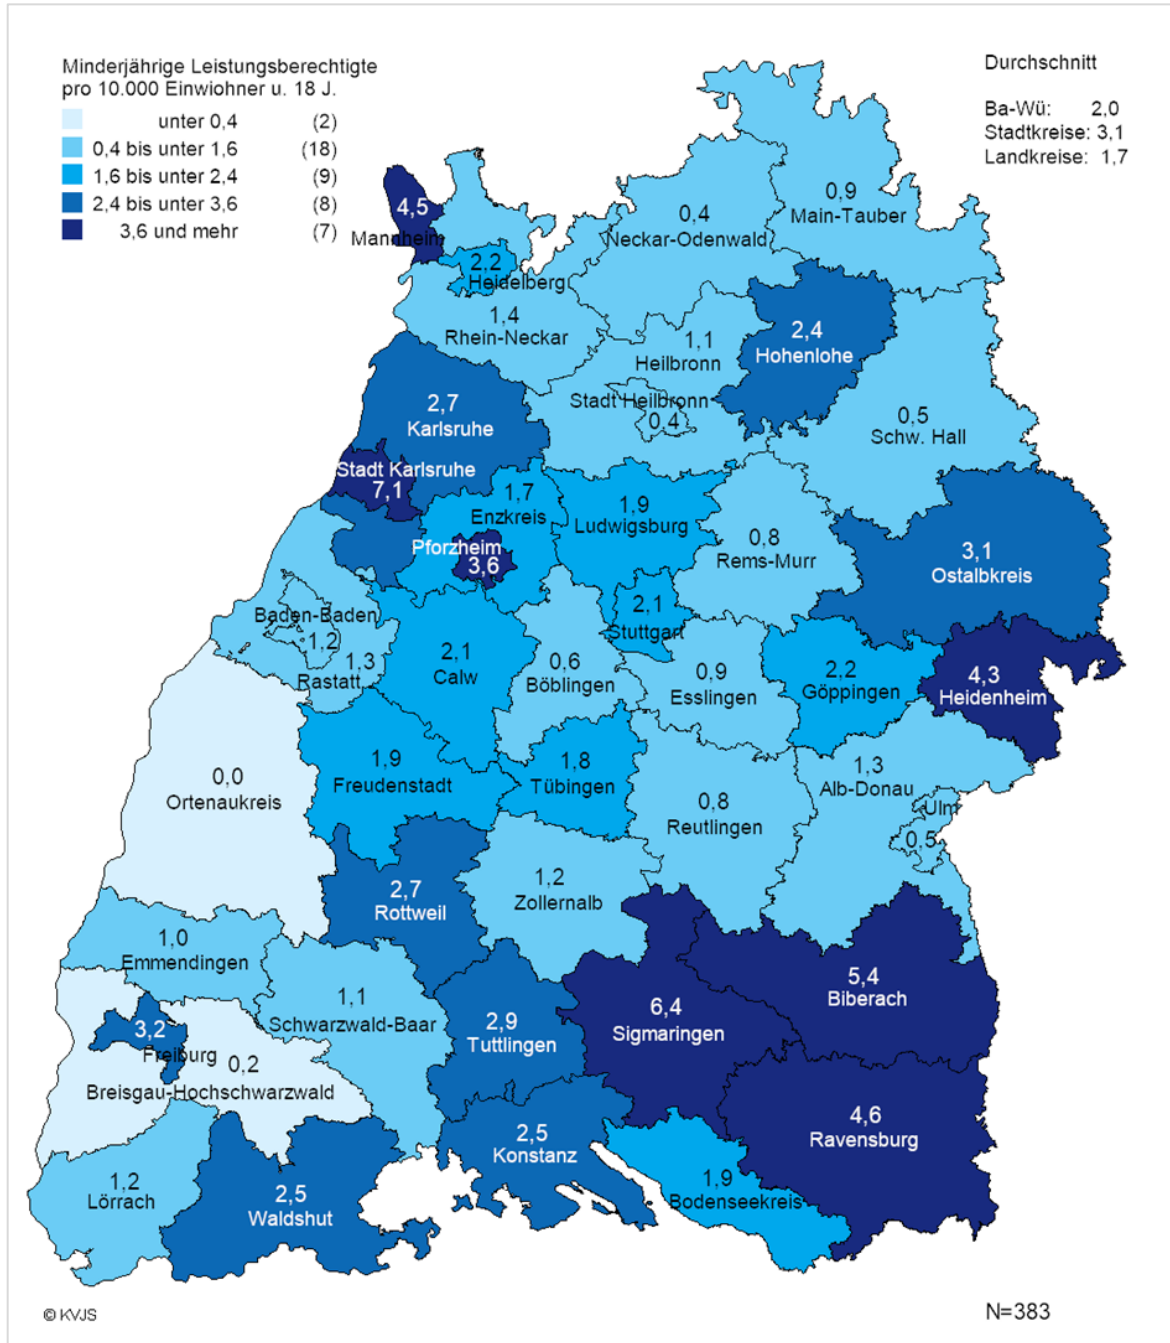 Minderjährige Leistungsberechtigte
pro 10.000 Einwiohner u. 18 J.
unter 0,4 (2)
0,4 bis unter 1,6 (18)
1,6 bis unter 2,4 (9)
2,4 bis unter 3,6 (8)
3,6 und mehr (7)
Durchschnitt
Ba-Wü: 2,0
Stadtkreise: 3,1
Landkreise: 1,7
4,5
Mannheim
2,2
Heidelberg
1,4
Rhein-Neckar
0,4
Neckar-Odenwald
0,9
Main-Tauber
1,1
Heilbronn
Stadt Heilbronn
0,4
2,4
Hohenlohe
0,5
Schw. Hall
2,7
Karlsruhe
Stadt Karlsruhe
7,1
1,7
Enzkreis
Pforzheim
3,6
1,9
Ludwigsburg
0,8
Rems-Murr
3,1
Ostalbkreis
Baden-Baden
1,2
1,3
Rastatt
2,1
Calw
0,6
Böblingen
2,1
Stuttgart
0,9
Esslingen
2,2
Göppingen
4,3
Heidenheim
0,0
Ortenaukreis
1,9
Freudenstadt
1,8
Tübingen
0,8
Reutlingen
1,3
Alb-Donau
Ulm
0,5
2,7
Rottweil
1,2
Zollernalb
1,0
Emmendingen
3,2
Freiburg
0,2
Breisgau-Hochschwarzwald
1,1
Schwarzwald-Baar
2,9
Tuttlingen
6,4
Sigmaringen
5,4
Biberach
1,2
Lörrach
2,5
Waldshut
2,5
Konstanz
1,9
Bodenseekreis
4,6
Ravensburg
© KVJS
N=383